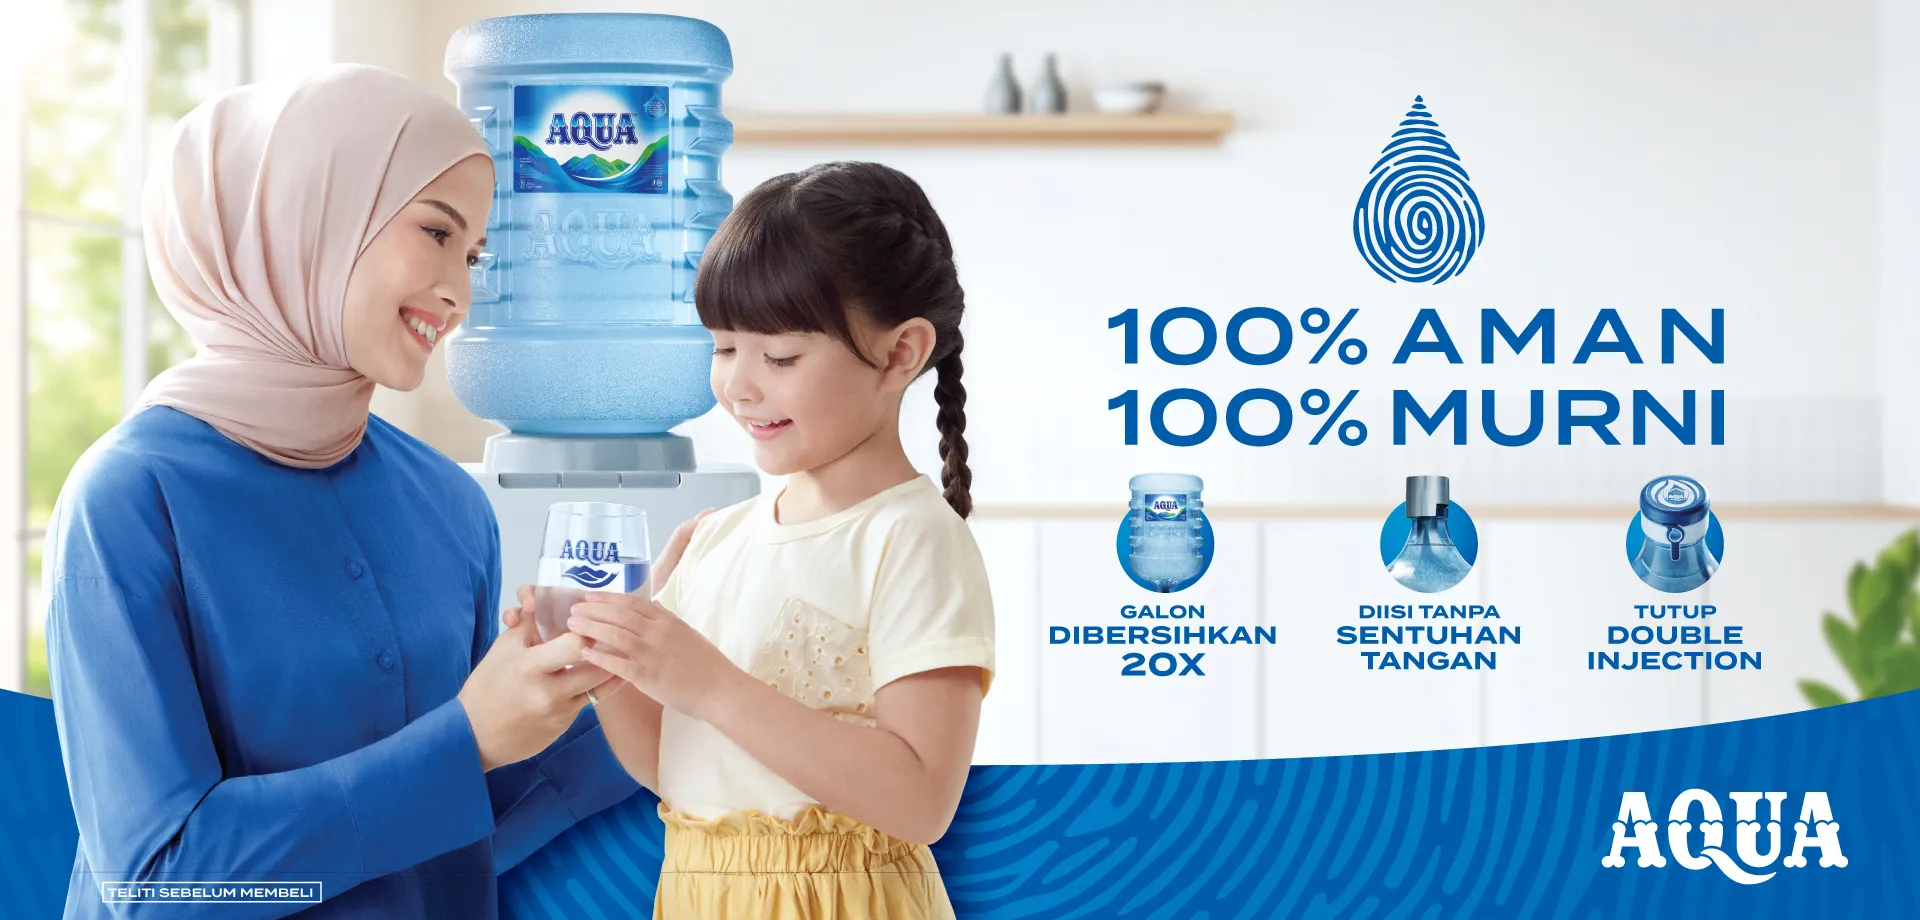 AQUA
AQUA
AQUA
100% AMAN
100% MURNI
AQUA
GALON
DIBERSIHKAN
20X
DIISI TANPA
SENTUHAN
TANGAN
TUTUP
DOUBLE
INJECTION
AQUA
TELITI SEBELUM MEMBELI